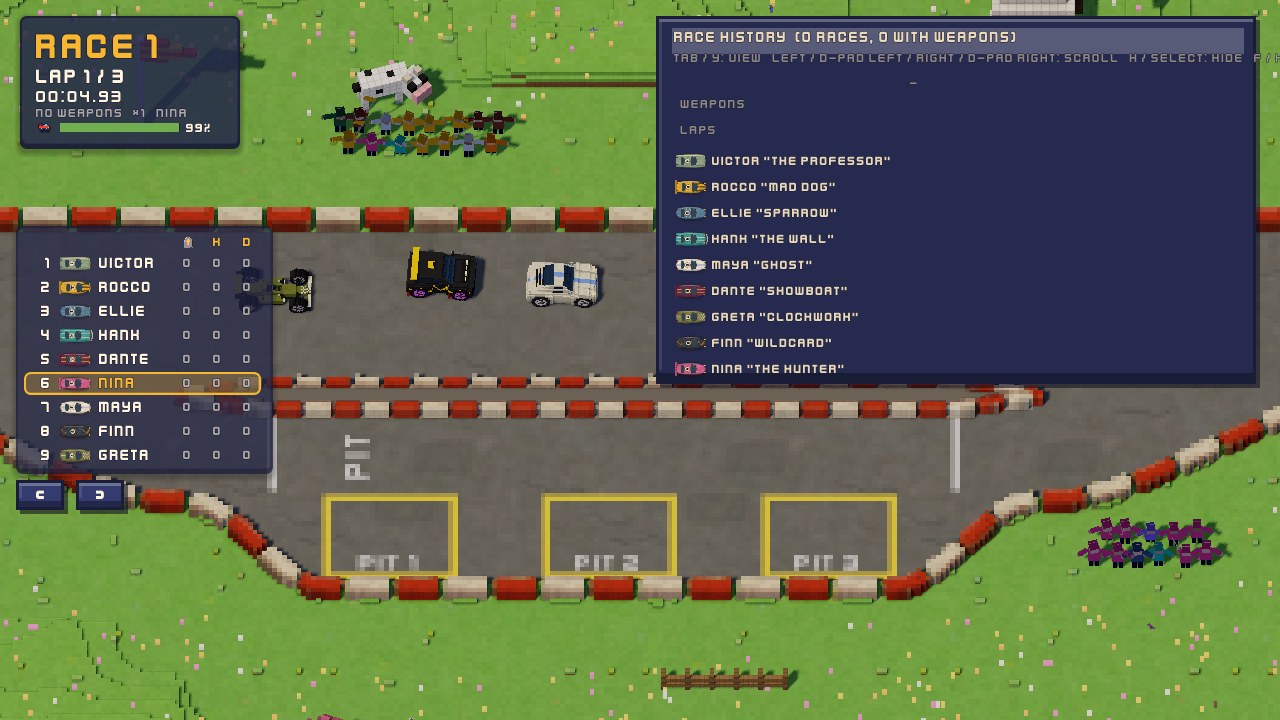 RACE 1
LAP 1/3
00:04.93
NO WEAPONS ×1 NINA
99%
RACE HISTORY (0 RACES, 0 WITH WEAPONS)
TAB / Y: VIEW LEFT / D-PAD LEFT / RIGHT / D-PAD RIGHT: SCROLL H / SELECT: HIDE F / H
–
WEAPONS
LAPS
VICTOR "THE PROFESSOR"
ROCCO "MAD DOG"
ELLIE "SPARROW"
HANK "THE WALL"
MAYA "GHOST"
DANTE "SHOWBOAT"
GRETA "CLOCKWORK"
FINN "WILDCARD"
NINA "THE HUNTER"
H D
1 VICTOR 0 0 0
2 ROCCO 0 0 0
3 ELLIE 0 0 0
4 HANK 0 0 0
5 DANTE 0 0 0
6 NINA 0 0 0
7 MAYA 0 0 0
8 FINN 0 0 0
9 GRETA 0 0 0
PIT
PIT 1
PIT 2
PIT 3